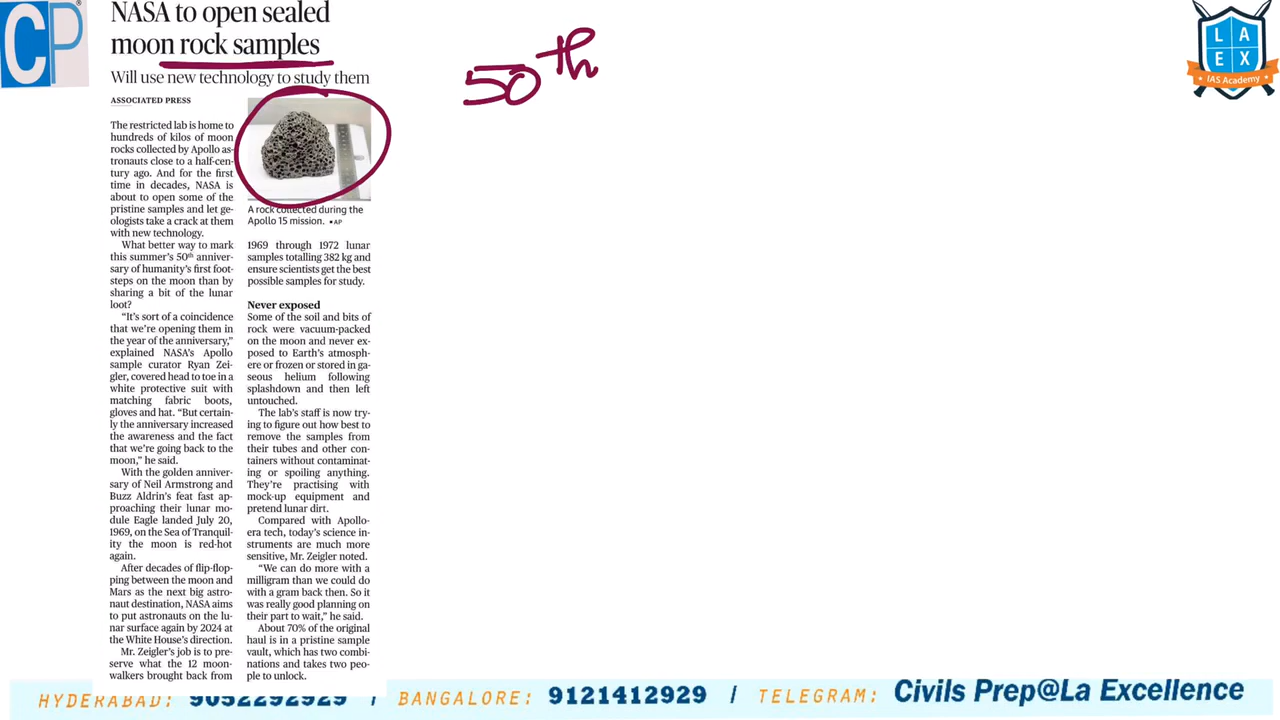 CP
®
NASA to open sealed
moon rock samples
Will use new technology to study them
ASSOCIATED PRESS
The restricted lab is home to
hundreds of kilos of moon
rocks collected by Apollo as-
tronauts close to a half-cen-
tury ago. And for the first
time in decades, NASA is
about to open some of the
pristine samples and let ge-
ologists take a crack at them
with new technology.
What better way to mark
this summer's 50th anniver-
sary of humanity's first foot-
steps on the moon than by
sharing a bit of the lunar
loot?
"It's sort of a coincidence
that we're opening them in
the year of the anniversary,"
explained NASA's Apollo
sample curator Ryan Zei-
gler, covered head to toe in a
white protective suit with
matching fabric boots,
gloves and hat. "But certain-
ly the anniversary increased
the awareness and the fact
that we're going back to the
moon," he said.
With the golden anniver-
sary of Neil Armstrong and
Buzz Aldrin's feat fast ap-
proaching their lunar mo-
dule Eagle landed July 20,
1969, on the Sea of Tranquil-
ity the moon is red-hot
again.
After decades of flip-flop-
ping between the moon and
Mars as the next big astro-
naut destination, NASA aims
to put astronauts on the lu-
nar surface again by 2024 at
the White House's direction.
Mr. Zeigler's job is to pre-
serve what the 12 moon-
walkers brought back from
A rock collected during the
Apollo 15 mission. •AP
1969 through 1972 lunar
samples totalling 382 kg and
ensure scientists get the best
possible samples for study.
Never exposed
Some of the soil and bits of
rock were vacuum-packed
on the moon and never ex-
posed to Earth's atmosph-
ere or frozen or stored in ga-
seous helium following
splashdown and then left
untouched.
The lab's staff is now try-
ing to figure out how best to
remove the samples from
their tubes and other con-
tainers without contaminat-
ing or spoiling anything.
They're practising with
mock-up equipment and
pretend lunar dirt.
Compared with Apollo-
era tech, today's science in-
struments are much more
sensitive, Mr. Zeigler noted.
"We can do more with a
milligram than we could do
with a gram back then. So it
was really good planning on
their part to wait," he said.
About 70% of the original
haul is in a pristine sample
vault, which has two combi-
nations and takes two peo-
ple to unlock.
50th
L A
E X
IAS Academy
HYDERABAD: 9052292929 / BANGALORE: 9121412929 / TELEGRAM: Civils Prep@La Excellence